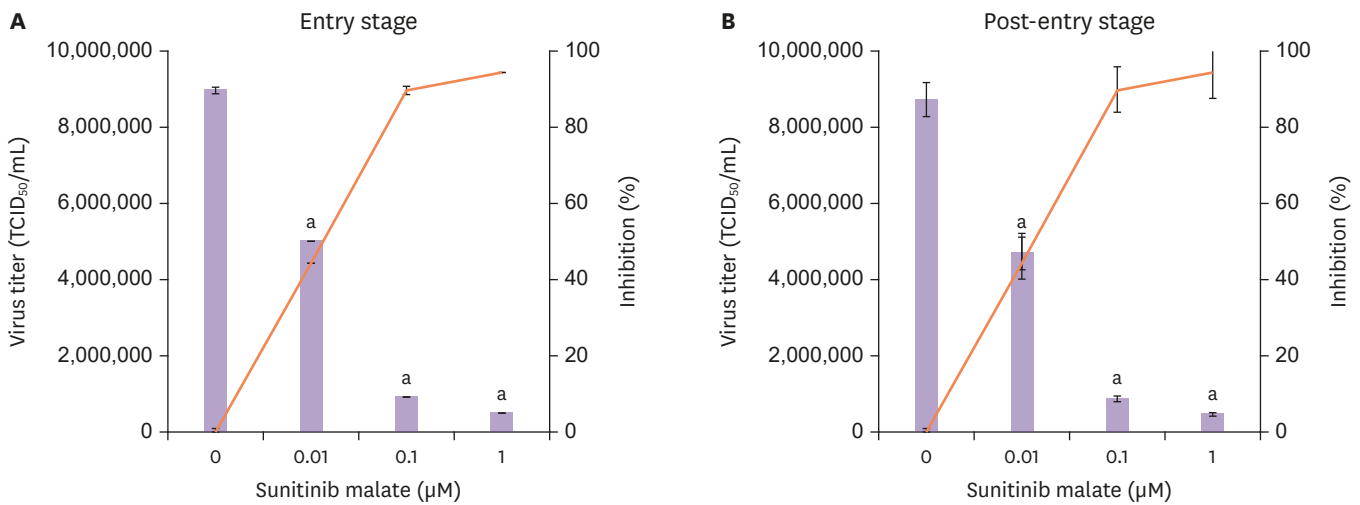 A
Entry stage
Virus titer (TCID₅₀/mL)
10,000,000
8,000,000
6,000,000
4,000,000
2,000,000
0
a
a
a
100
80
60
40
20
0
Inhibition (%)
0 0.01 0.1 1
Sunitinib malate (µM)
B
Post-entry stage
Virus titer (TCID₅₀/mL)
10,000,000
8,000,000
6,000,000
4,000,000
2,000,000
0
a
a
a
100
80
60
40
20
0
Inhibition (%)
0 0.01 0.1 1
Sunitinib malate (µM)